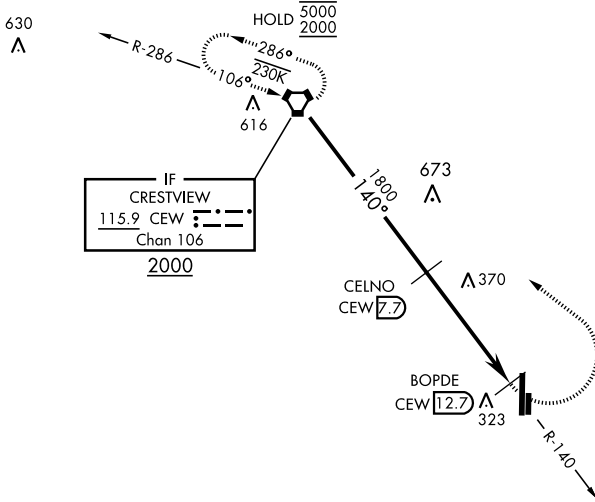 630
HOLD 5000
2000
R-286
286°
230K
106°
616
IF
CRESTVIEW
115.9 CEW
Chan 106
2000
1800
140°
673
CELNO
CEW 7.7
370
BOPDE
CEW 12.7
323
R-140